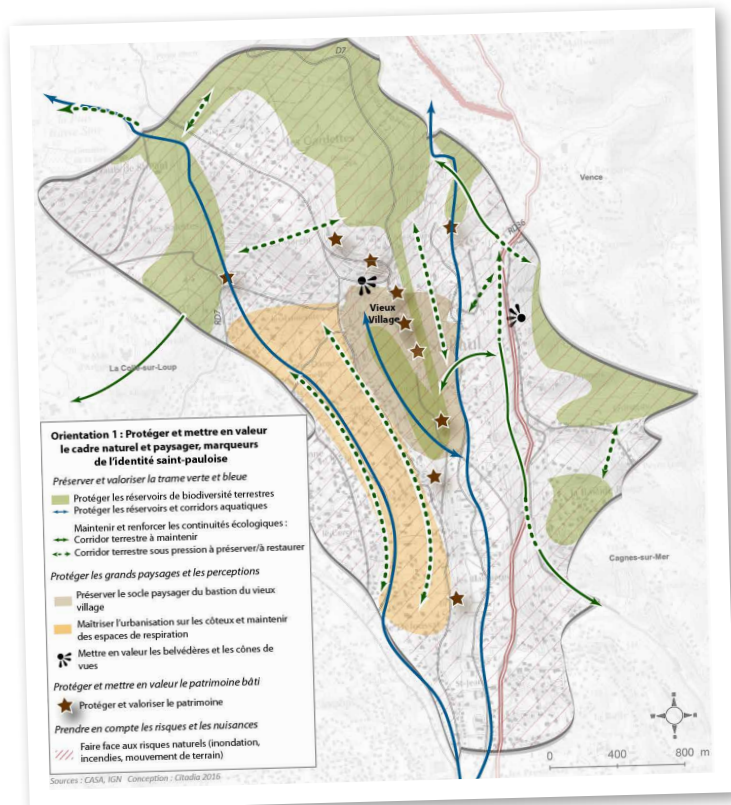 D7
les Gardettes
Vence
RD36
Vieux
Village
RD7
La Colle-sur-Loup
Cagnes-sur-Mer
Orientation 1 : Protéger et mettre en valeur
le cadre naturel et paysager, marqueurs
de l'identité saint-pauloise
Préserver et valoriser la trame verte et bleue
Protéger les réservoirs de biodiversité terrestres
Protéger les réservoirs et corridors aquatiques
Maintenir et renforcer les continuités écologiques :
Corridor terrestre à maintenir
Corridor terrestre sous pression à préserver/à restaurer
Protéger les grands paysages et les perceptions
Préserver le socle paysager du bastion du vieux
village
Maîtriser l'urbanisation sur les côteux et maintenir
des espaces de respiration
Mettre en valeur les belvédères et les cônes de
vues
Protéger et mettre en valeur le patrimoine bâti
Protéger et valoriser le patrimoine
Prendre en compte les risques et les nuisances
Faire face aux risques naturels (inondation,
incendies, mouvement de terrain)
0 400 800 m
Sources : CASA, IGN Conception : Citadia 2016